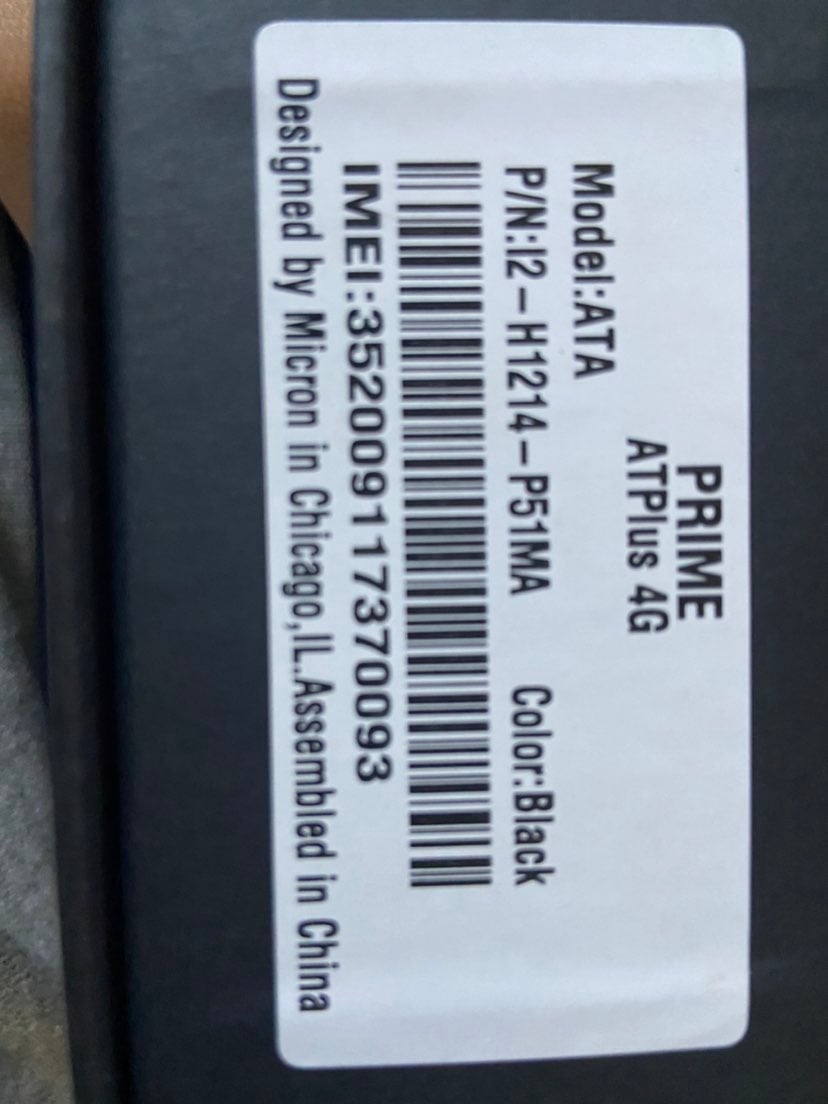 PRIME
ATPlus 4G
Model:ATA
P/N:I2-H1214-P51MA Color:Black
IMEI:352009117370093
Designed by Micron in Chicago,IL.Assembled in China